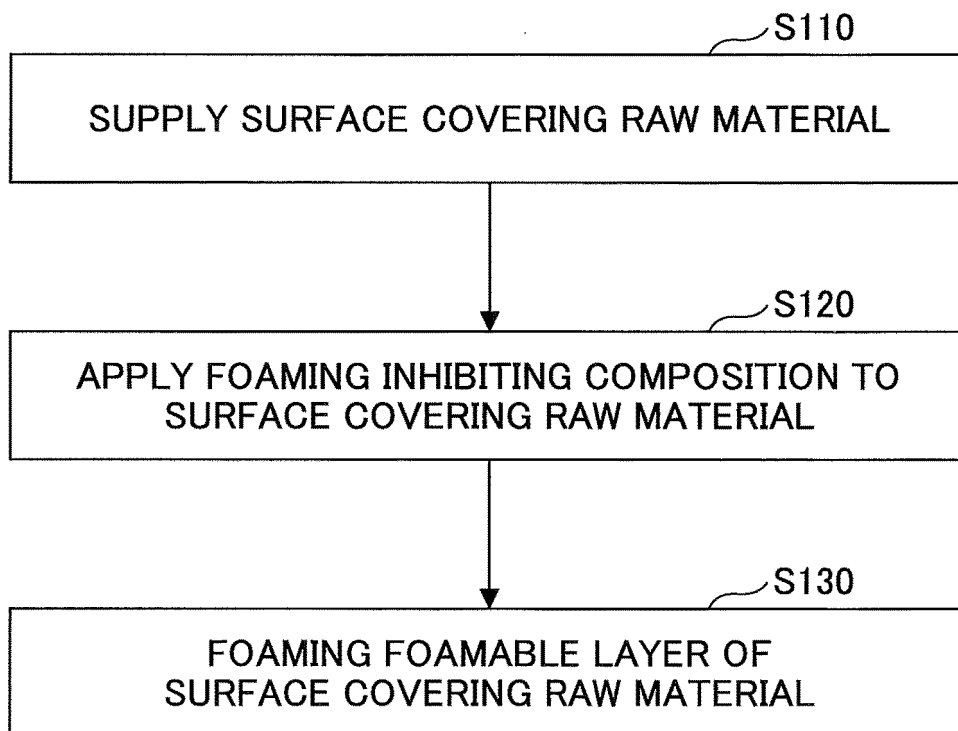 S110
SUPPLY SURFACE COVERING RAW MATERIAL
S120
APPLY FOAMING INHIBITING COMPOSITION TO
SURFACE COVERING RAW MATERIAL
S130
FOAMING FOAMABLE LAYER OF
SURFACE COVERING RAW MATERIAL